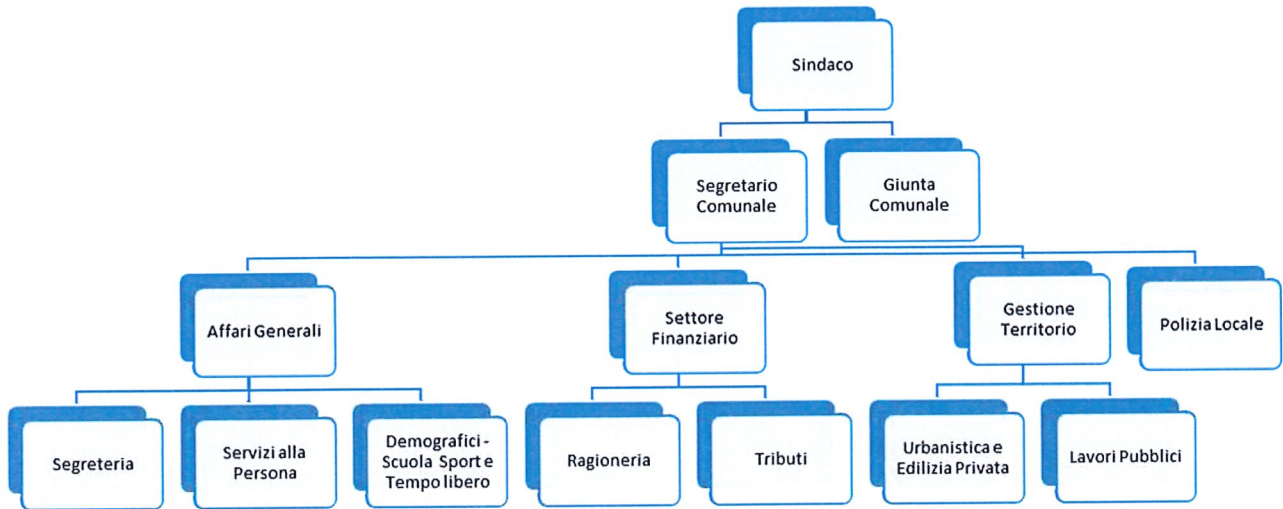 Sindaco
Segretario
Comunale
Giunta
Comunale
Affari Generali
Settore
Finanziario
Gestione
Territorio
Polizia Locale
Segreteria
Servizi alla
Persona
Demografici -
Scuola Sport e
Tempo libero
Ragioneria
Tributi
Urbanistica e
Edilizia Privata
Lavori Pubblici